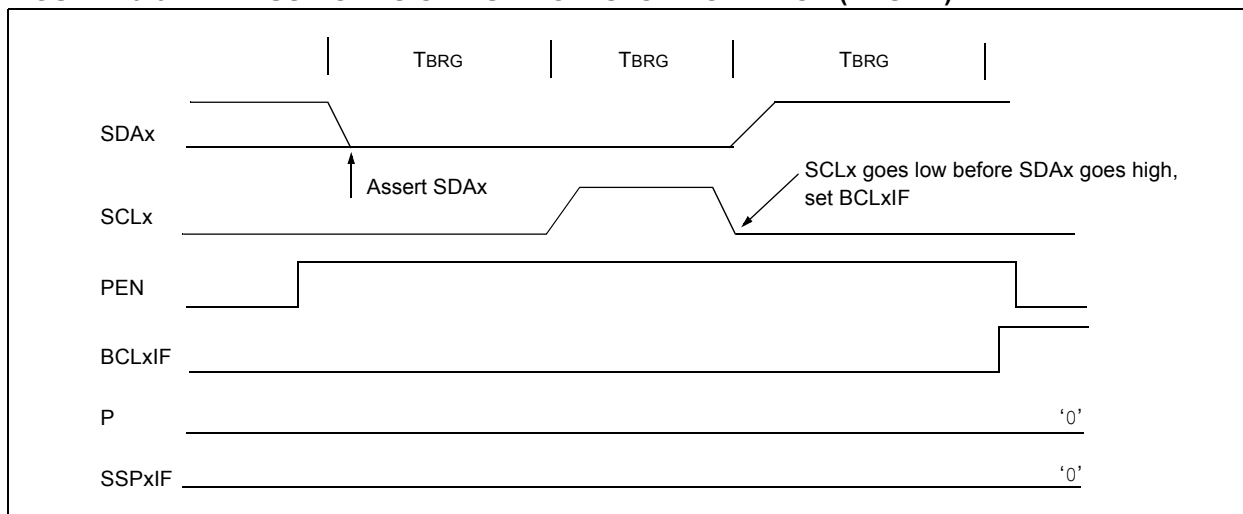 TBRG TBRG TBRG
SDAx
Assert SDAx
SCLx goes low before SDAx goes high,
set BCLxIF
SCLx
PEN
BCLxIF
P ‘0’
SSPxIF ‘0’